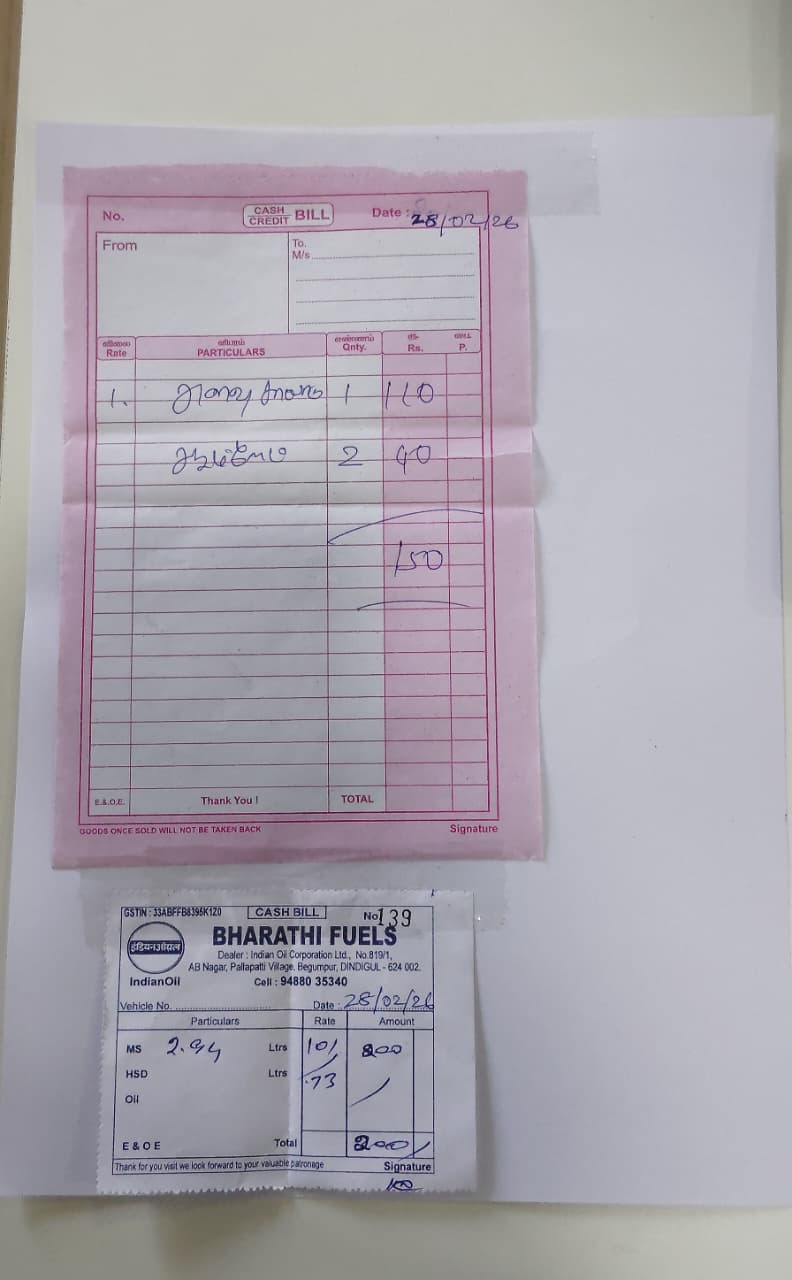 No. CASH CREDIT BILL Date : 28/02/26
From To.
M/s
விலை விபரம் எண்ணம் ரூ.
Rate PARTICULARS Qnty. Rs. P.
1. 1 110
2 40
150
E.&.O.E. Thank You ! TOTAL
GOODS ONCE SOLD WILL NOT BE TAKEN BACK Signature
GSTIN : 33ABFFB8395K1Z0 CASH BILL No 139
BHARATHI FUELS
इंडियनऑयल
Dealer : Indian Oil Corporation Ltd., No.819/1,
AB Nagar, Pallapatti Village, Begumpur, DINDIGUL - 624 002.
IndianOil Cell : 94880 35340
Vehicle No. Date : 28/02/26
Particulars Rate Amount
MS 2.94 Ltrs 101/ 200
HSD Ltrs .73
Oil
E & O E Total 200/
Thank for you visit we look forward to your valuable patronage Signature